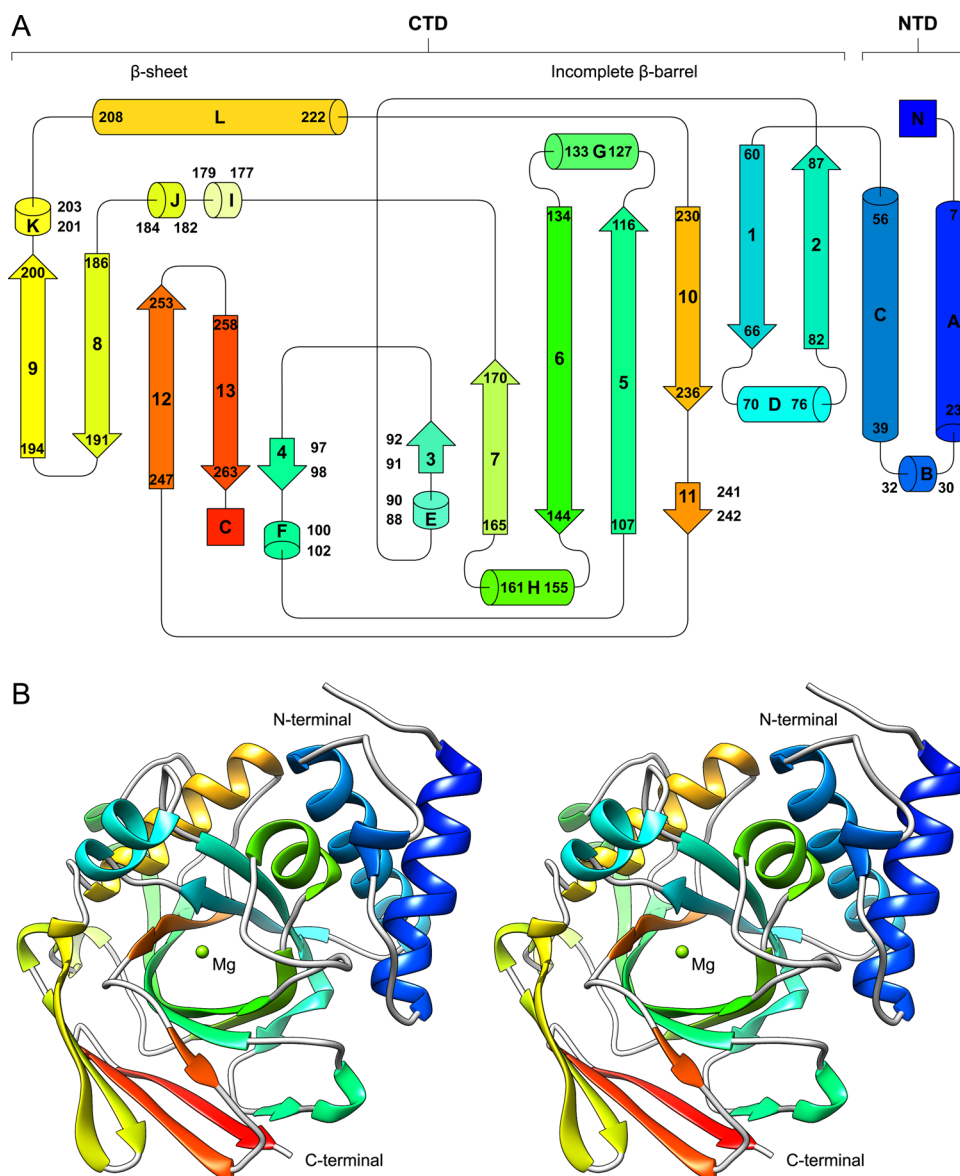 A
CTD
NTD
β-sheet
Incomplete β-barrel
208 L 222
133 G 127
N
60
87
179 177
J
I
203
K
201
184 182
134
116
230
56
7
200
186
1
2
253
258
10
66
82
C
A
9
8
12
13
6
5
170
236
70 D 76
39
23
194
191
247
263
4
97
98
92
91
3
7
11
241
242
32
B
30
C
F
100
102
90
88
E
165
144
107
161 H 155
B
N-terminal
N-terminal
Mg
Mg
C-terminal
C-terminal